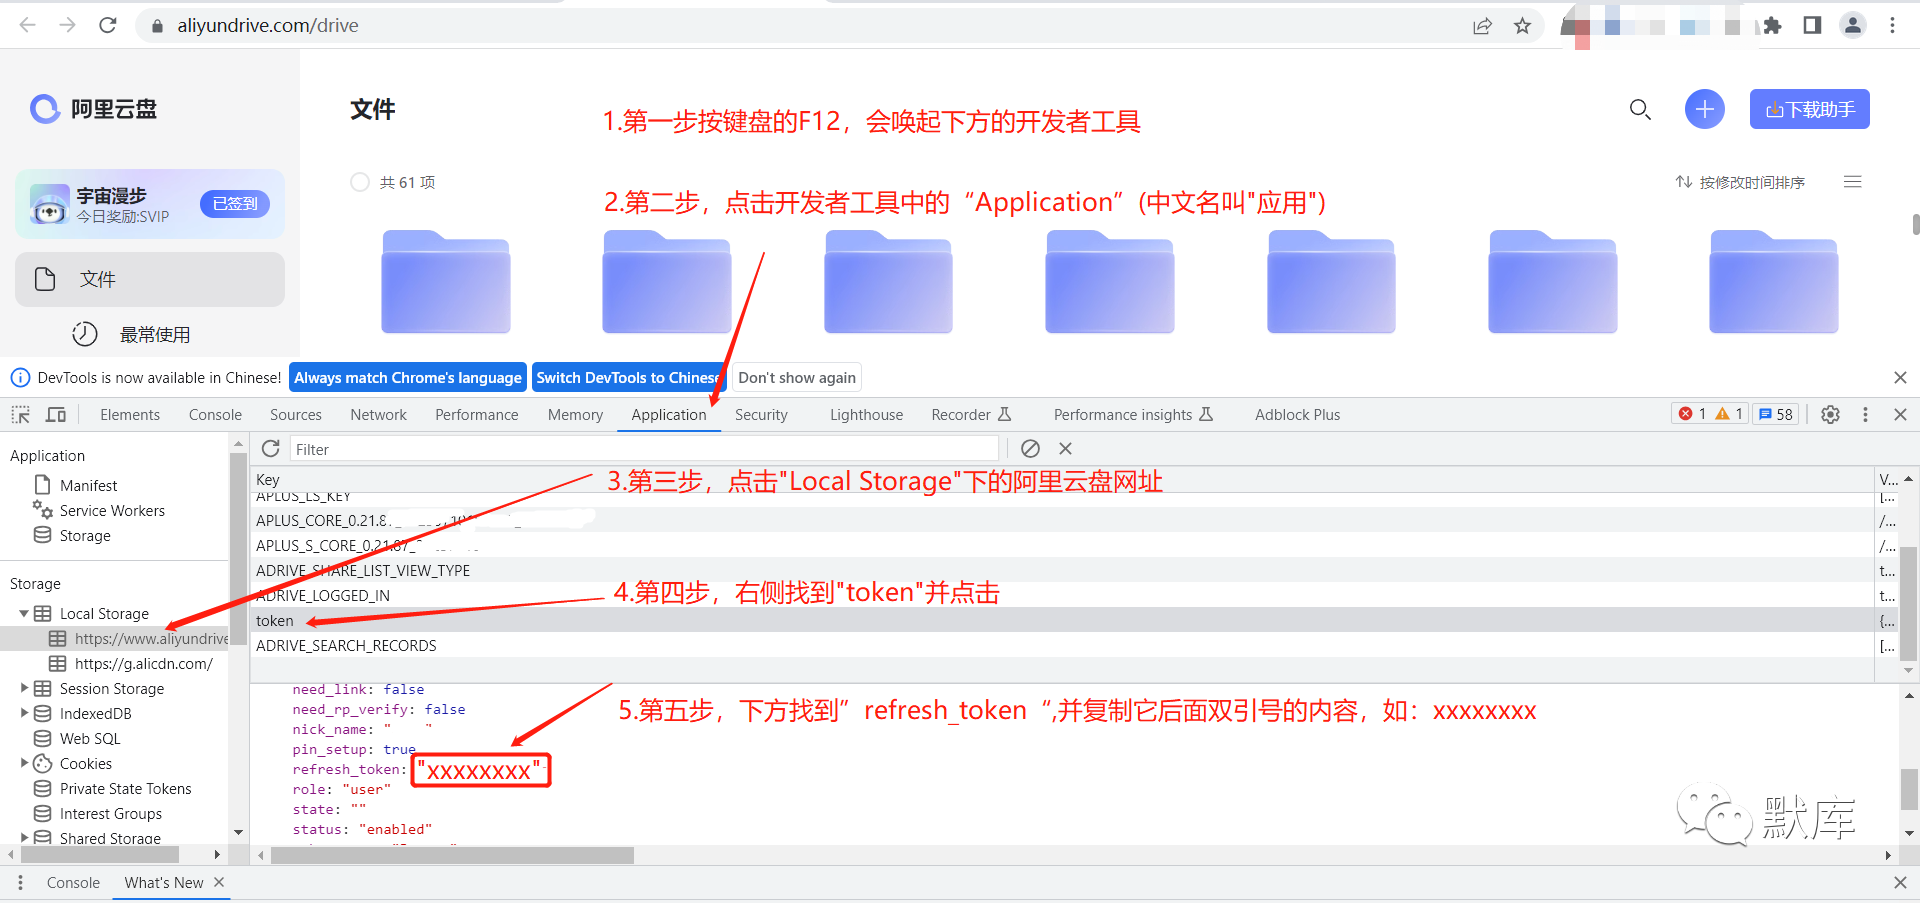 aliyundrive.com/drive
阿里云盘
文件
1.第一步按键盘的F12，会唤起下方的开发者工具
下载助手
宇宙漫步
今日奖励:SVIP
已签到
共 61 项
2.第二步，点击开发者工具中的“Application”(中文名叫"应用")
按修改时间排序
文件
最常使用
DevTools is now available in Chinese!
Always match Chrome's language
Switch DevTools to Chinese
Don't show again
Elements Console Sources Network Performance Memory Application Security Lighthouse Recorder Performance insights Adblock Plus 1 1 58
Filter
Application
Manifest
Service Workers
Storage
Storage
Local Storage
https://www.aliyundrive
https://g.alicdn.com/
Session Storage
IndexedDB
Web SQL
Cookies
Private State Tokens
Interest Groups
Shared Storage
Key V...
3.第三步，点击"Local Storage"下的阿里云盘网址
APLUS_LS_KEY [...
APLUS_CORE_0.21.8 /...
APLUS_S_CORE_0.21.87_ /...
ADRIVE_SHARE_LIST_VIEW_TYPE t...
ADRIVE_LOGGED_IN t...
4.第四步，右侧找到"token"并点击
token {...
ADRIVE_SEARCH_RECORDS [...
need_link: false
need_rp_verify: false
nick_name: " "
pin_setup: true
refresh_token: "xxxxxxxx"
role: "user"
state: ""
status: "enabled"
5.第五步，下方找到”refresh_token“,并复制它后面双引号的内容，如：xxxxxxxx
默库
Console What's New